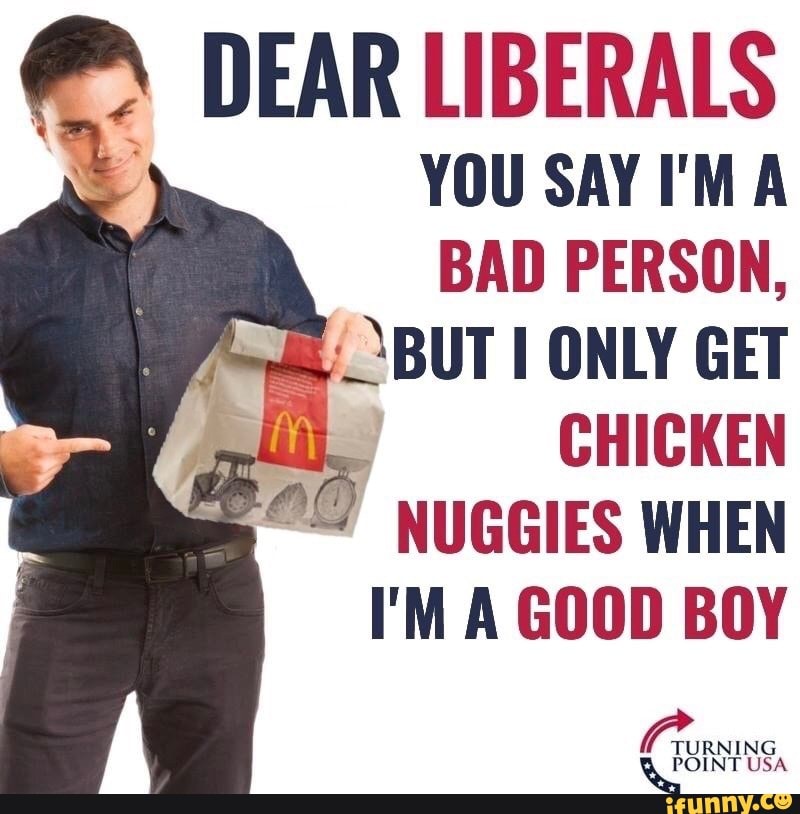 DEAR LIBERALS
YOU SAY I'M A
BAD PERSON,
BUT I ONLY GET
CHICKEN
NUGGIES WHEN
I'M A GOOD BOY
TURNING
POINT USA
ifunny.co